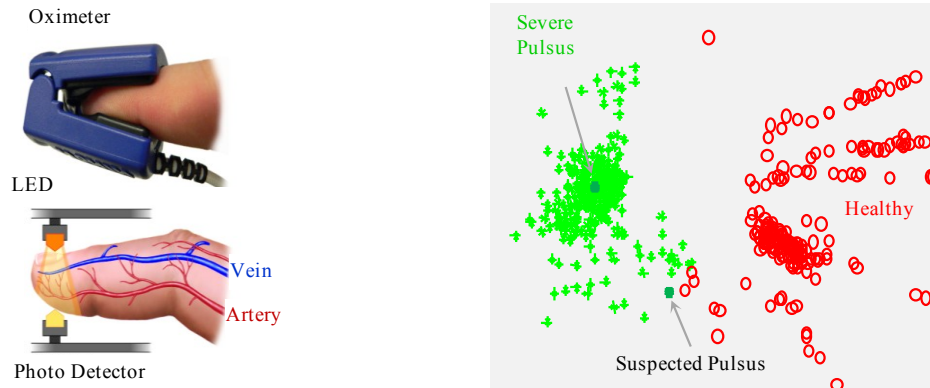 Oximeter
LED
Vein
Artery
Photo Detector
Severe
Pulsus
Healthy
Suspected Pulsus